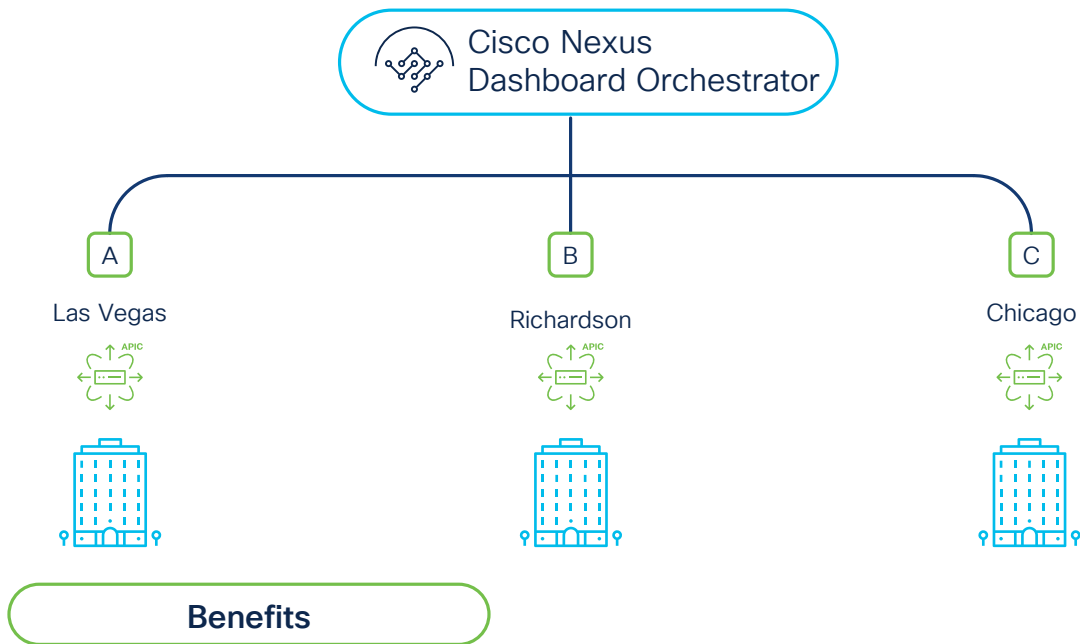 Cisco Nexus
Dashboard Orchestrator
A
B
C
Las Vegas
Richardson
Chicago
APIC
APIC
APIC
Benefits